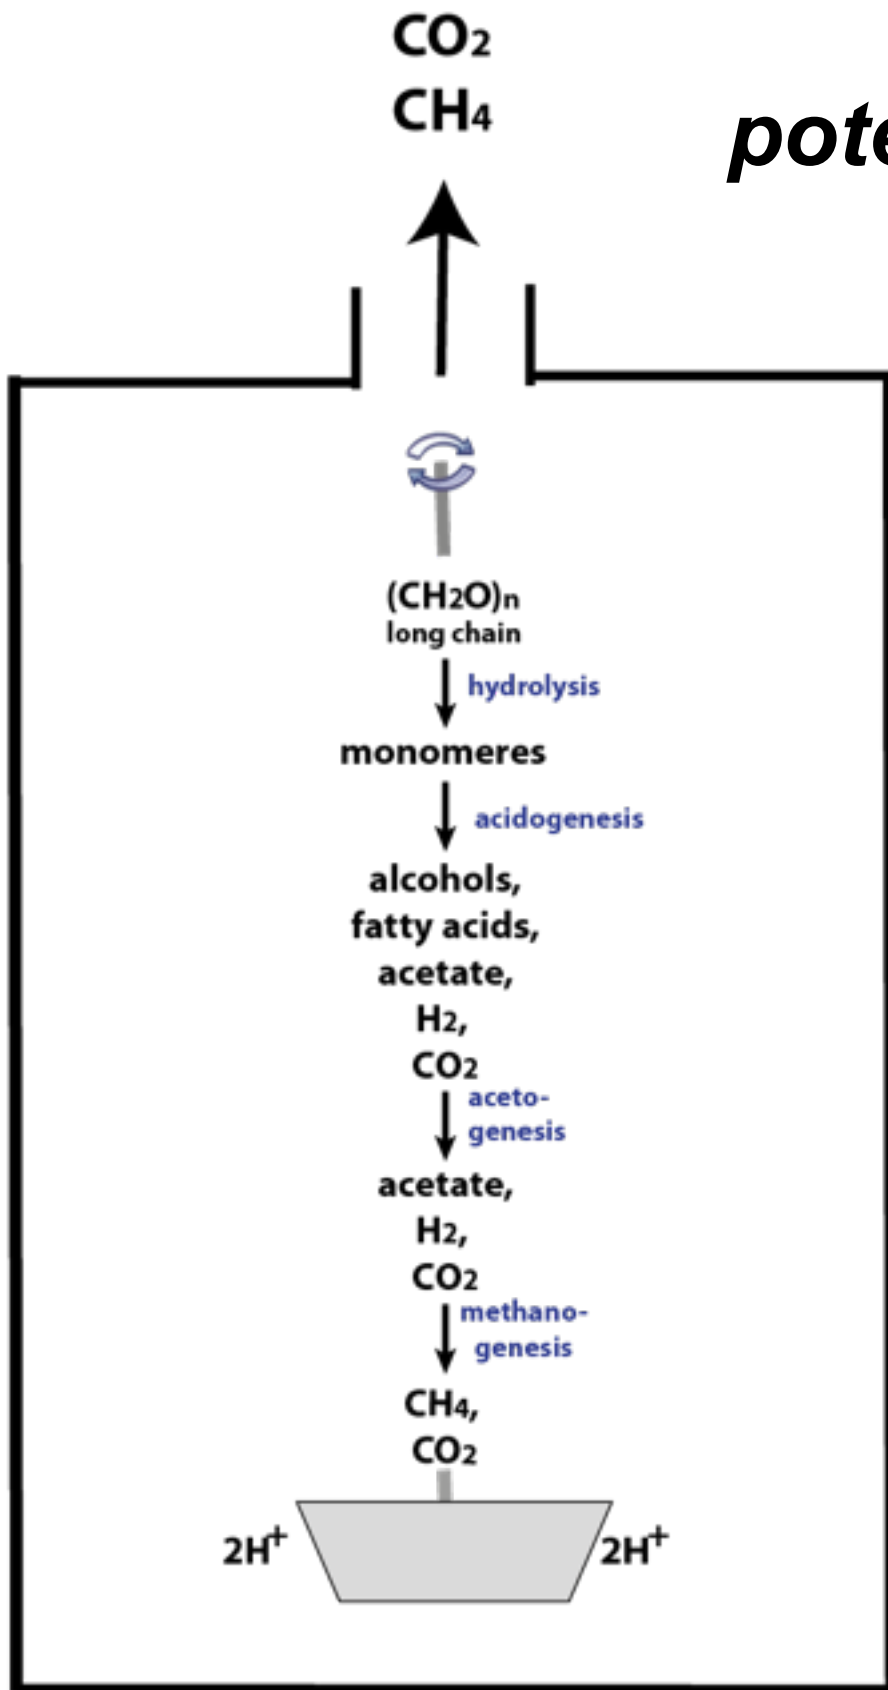 CO2
CH4
pote
(CH2O)n
long chain
hydrolysis
monomeres
acidogenesis
alcohols,
fatty acids,
acetate,
H2,
CO2
aceto-
genesis
acetate,
H2,
CO2
methano-
genesis
CH4,
CO2
2H+ 2H+